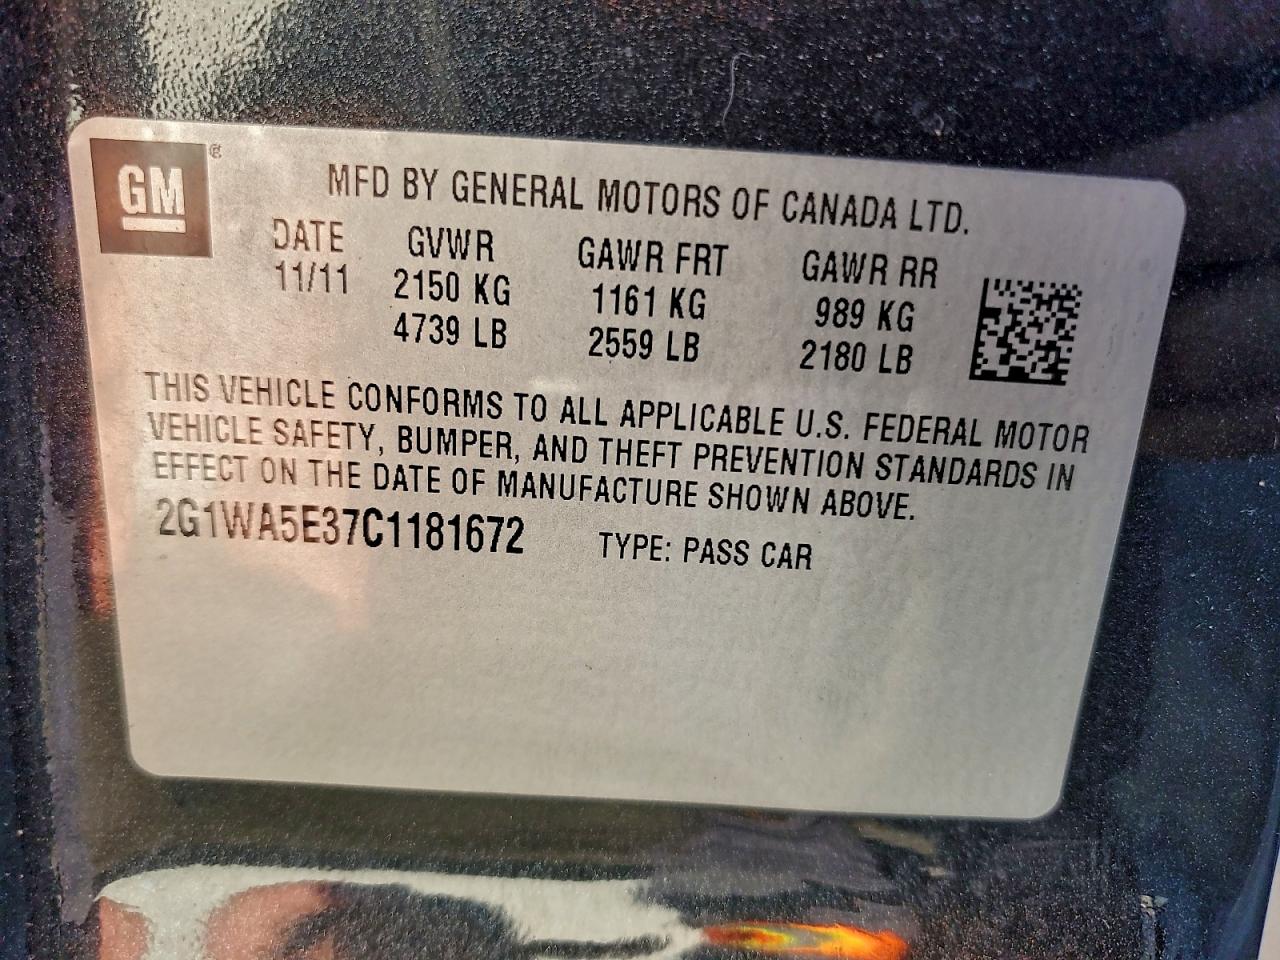 GM ®
MFD BY GENERAL MOTORS OF CANADA LTD.
DATE GVWR GAWR FRT GAWR RR
11/11 2150 KG 1161 KG 989 KG
4739 LB 2559 LB 2180 LB
THIS VEHICLE CONFORMS TO ALL APPLICABLE U.S. FEDERAL MOTOR
VEHICLE SAFETY, BUMPER, AND THEFT PREVENTION STANDARDS IN
EFFECT ON THE DATE OF MANUFACTURE SHOWN ABOVE.
2G1WA5E37C1181672 TYPE: PASS CAR